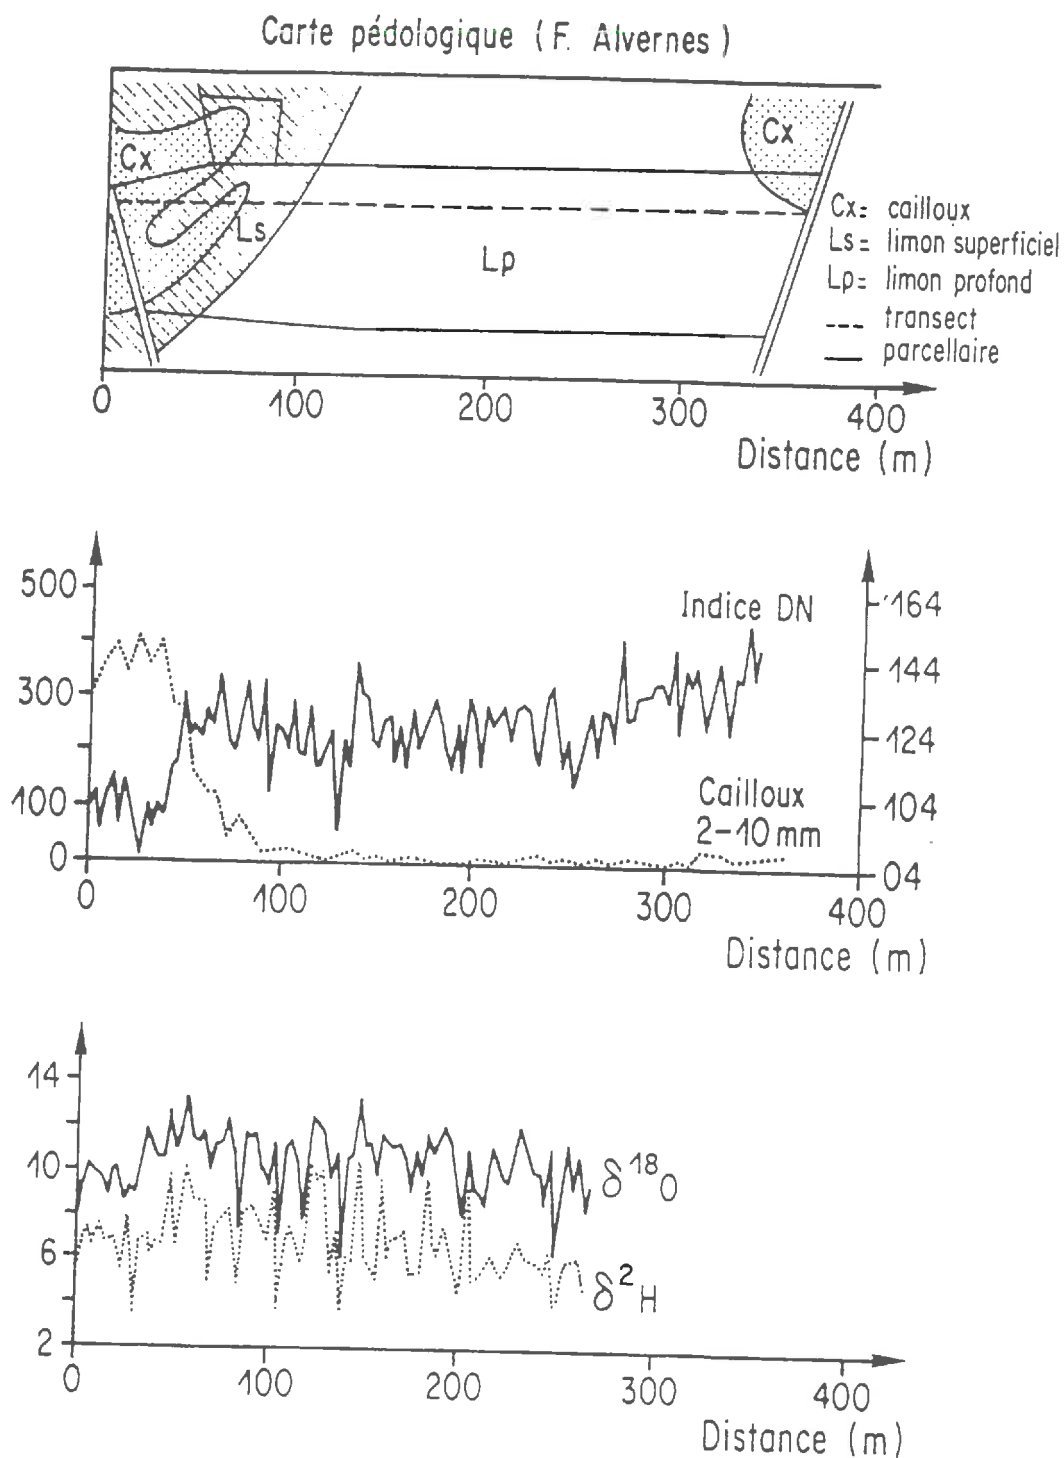 Carte pédologique (F. Alvernes)
Cx
Cx
Ls
Lp
Cx= cailloux
Ls= limon superficiel
Lp= limon profond
--- transect
— parcellaire
0 100 200 300 400
Distance (m)
500
300
100
0
Indice DN
164
144
124
104
04
Cailloux
2-10 mm
0 100 200 300 400
Distance (m)
14
10
6
2
δ¹⁸O
δ²H
0 100 200 300 400
Distance (m)